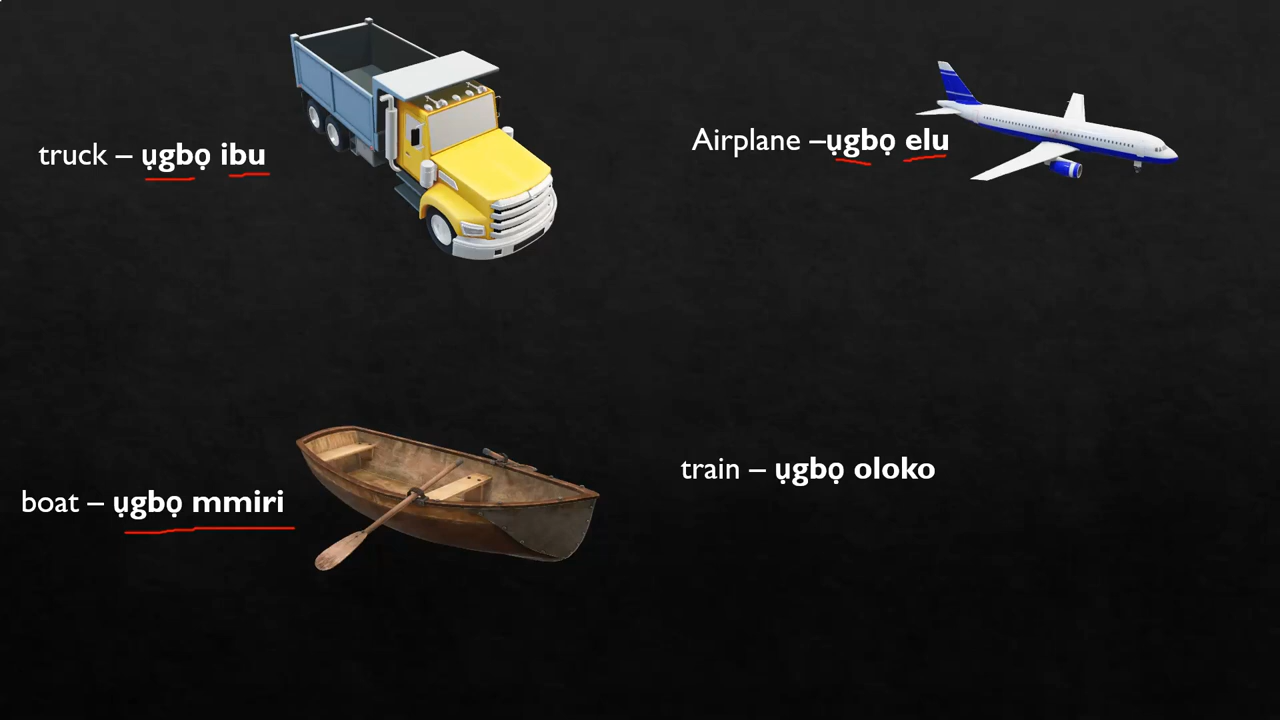 truck – ụgbọ ibu
Airplane –ụgbọ elu
boat – ụgbọ mmiri
train – ụgbọ oloko